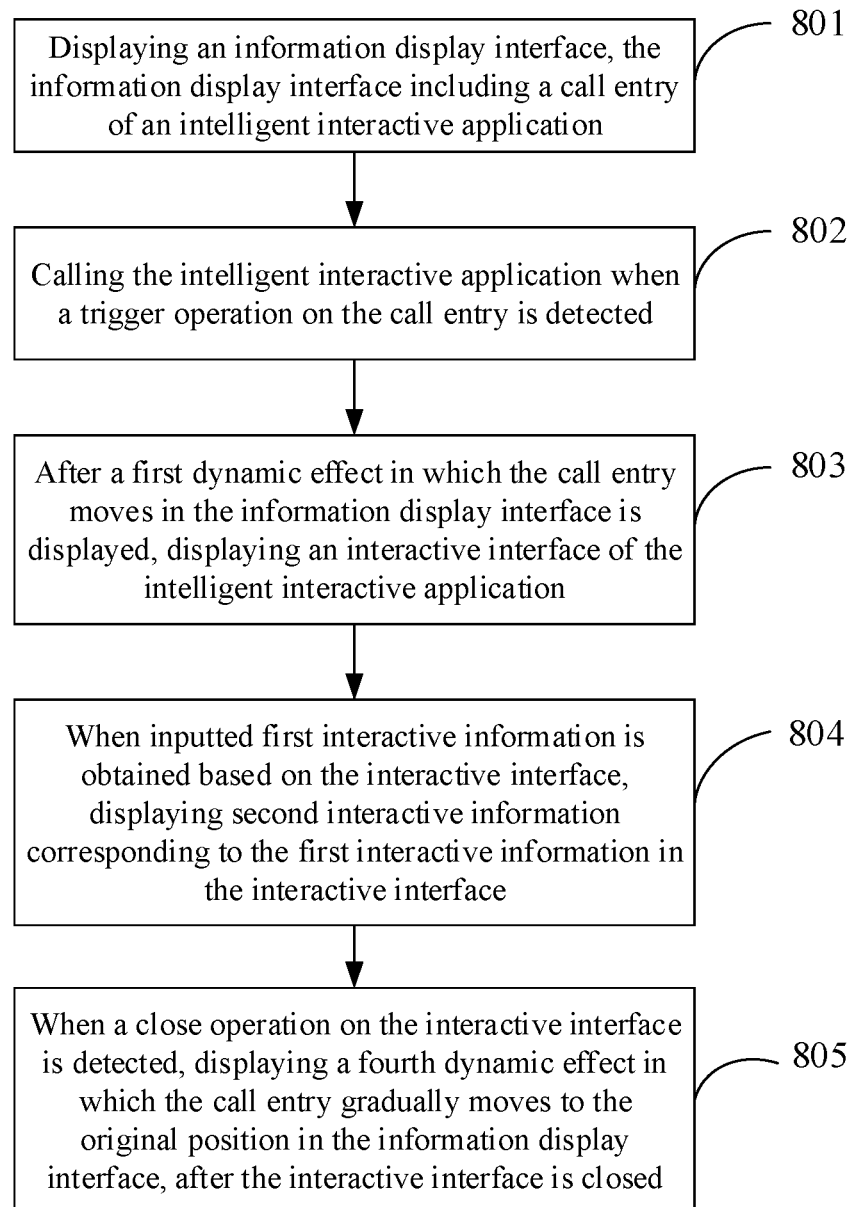 801
Displaying an information display interface, the
information display interface including a call entry
of an intelligent interactive application
802
Calling the intelligent interactive application when
a trigger operation on the call entry is detected
803
After a first dynamic effect in which the call entry
moves in the information display interface is
displayed, displaying an interactive interface of the
intelligent interactive application
804
When inputted first interactive information is
obtained based on the interactive interface,
displaying second interactive information
corresponding to the first interactive information in
the interactive interface
805
When a close operation on the interactive interface
is detected, displaying a fourth dynamic effect in
which the call entry gradually moves to the
original position in the information display
interface, after the interactive interface is closed